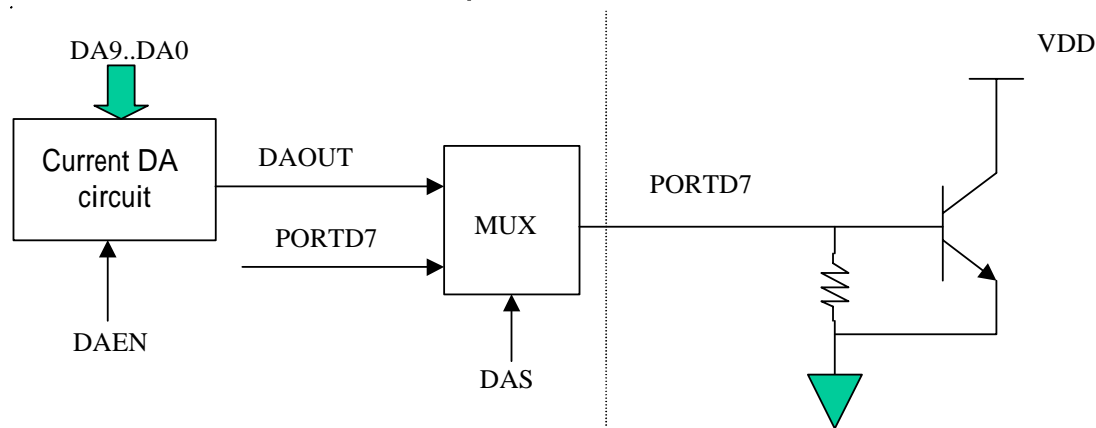 DA9..DA0
VDD
Current DA
circuit
DAOUT
PORTD7
MUX
PORTD7
DAEN
DAS